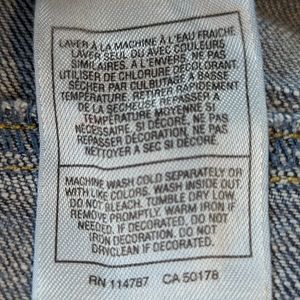 LAVER À LA MACHINE À L'EAU FRAICHE
LAVER SEUL OU AVEC COULEURS
SIMILAIRES. À L'ENVERS, NE PAS
UTILISER DE CHLORURE DÉCOLORANT
SÉCHER PAR CULBUTAGE A BASSE
TEMPÉRATURE. RETIRER RAPIDEMENT
DE LA SÉCHEUSE REPASSER À
TEMPÉRATURE MOYENNE SI
NÉCESSAIRE, SI DÉCORÉ, NE PAS
REPASSER DÉCORATION. NE PAS
NETTOYER A SEC SI DÉCORÉ.
MACHINE WASH COLD SEPARATELY OR
WITH LIKE COLORS. WASH INSIDE OUT.
DO NOT BLEACH. TUMBLE DRY LOW.
REMOVE PROMPTLY. WARM IRON IF
NEEDED. IF DECORATED, DO NOT
IRON DECORATION. DO NOT
DRYCLEAN IF DECORATED.
RN 114787 CA 50178